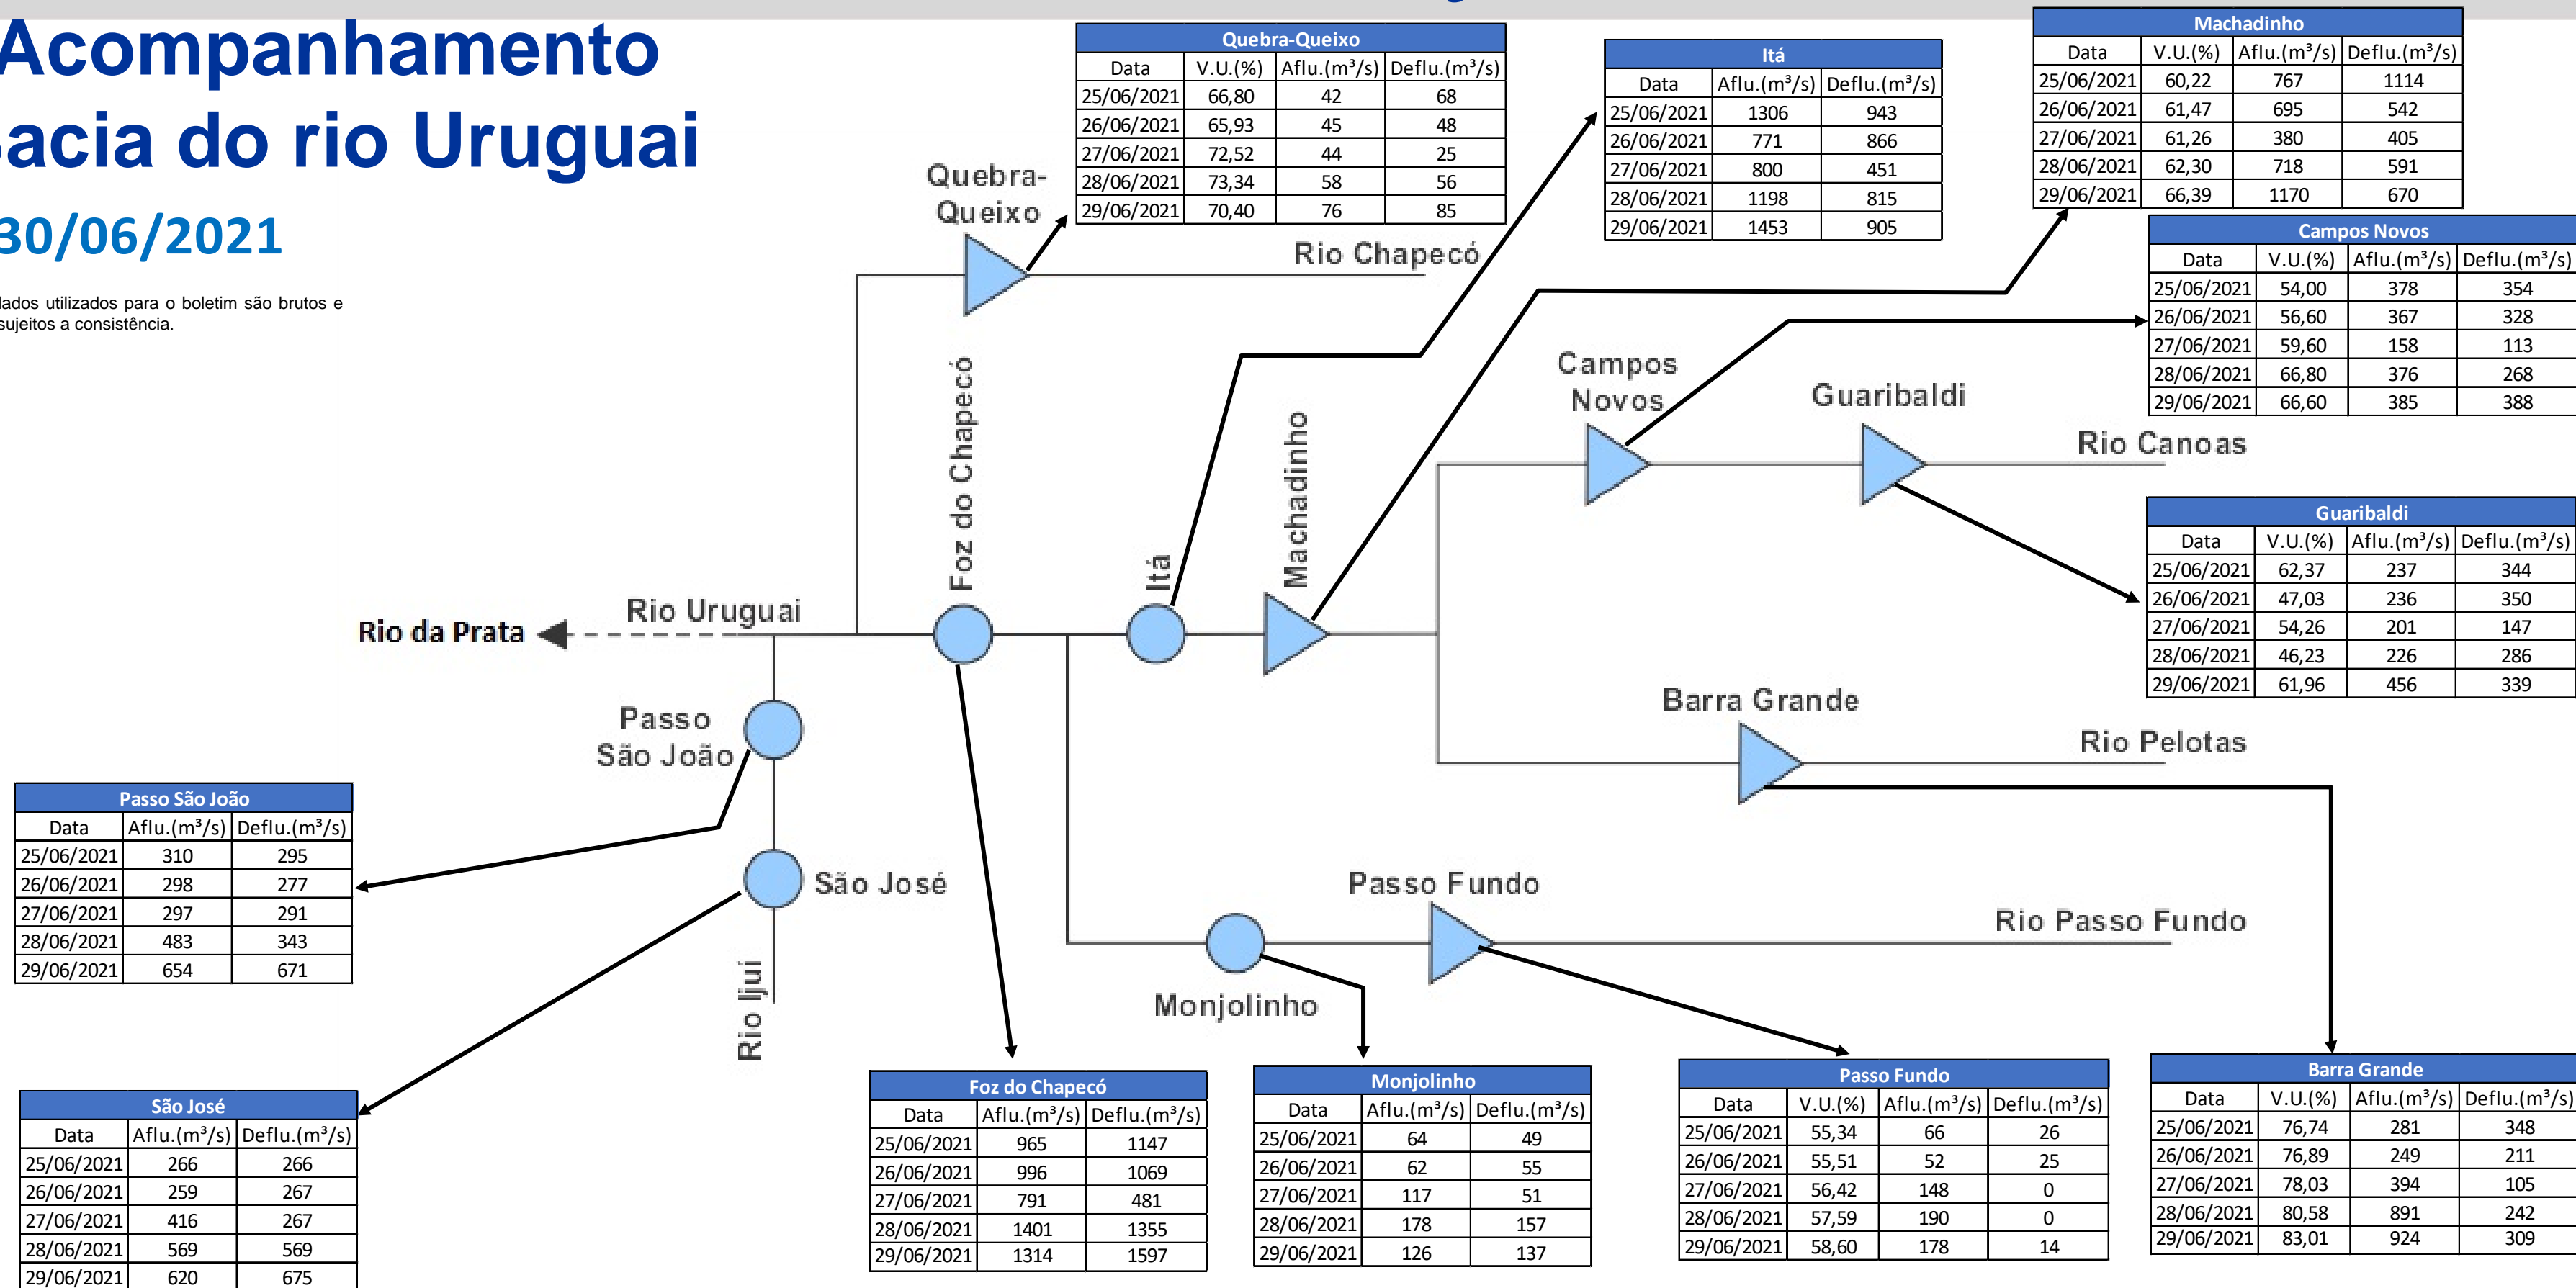 Acompanhamento
acia do rio Uruguai
30/06/2021
dados utilizados para o boletim são brutos e
sujeitos a consistência.
Quebra-Queixo
Data V.U.(%) Aflu.(m³/s) Deflu.(m³/s)
25/06/2021 66,80 42 68
26/06/2021 65,93 45 48
27/06/2021 72,52 44 25
28/06/2021 73,34 58 56
29/06/2021 70,40 76 85
Itá
Data Aflu.(m³/s) Deflu.(m³/s)
25/06/2021 1306 943
26/06/2021 771 866
27/06/2021 800 451
28/06/2021 1198 815
29/06/2021 1453 905
Machadinho
Data V.U.(%) Aflu.(m³/s) Deflu.(m³/s)
25/06/2021 60,22 767 1114
26/06/2021 61,47 695 542
27/06/2021 61,26 380 405
28/06/2021 62,30 718 591
29/06/2021 66,39 1170 670
Campos Novos
Data V.U.(%) Aflu.(m³/s) Deflu.(m³/s)
25/06/2021 54,00 378 354
26/06/2021 56,60 367 328
27/06/2021 59,60 158 113
28/06/2021 66,80 376 268
29/06/2021 66,60 385 388
Quebra-
Queixo
Rio Chapecó
Foz do Chapecó
Itá
Machadinho
Campos
Novos
Guaribaldi
Rio Canoas
Guaribaldi
Data V.U.(%) Aflu.(m³/s) Deflu.(m³/s)
25/06/2021 62,37 237 344
26/06/2021 47,03 236 350
27/06/2021 54,26 201 147
28/06/2021 46,23 226 286
29/06/2021 61,96 456 339
Rio da Prata
Rio Uruguai
Barra Grande
Rio Pelotas
Passo
São João
São José
Rio Ijuí
Passo Fundo
Rio Passo Fundo
Monjolinho
Passo São João
Data Aflu.(m³/s) Deflu.(m³/s)
25/06/2021 310 295
26/06/2021 298 277
27/06/2021 297 291
28/06/2021 483 343
29/06/2021 654 671
São José
Data Aflu.(m³/s) Deflu.(m³/s)
25/06/2021 266 266
26/06/2021 259 267
27/06/2021 416 267
28/06/2021 569 569
29/06/2021 620 675
Foz do Chapecó
Data Aflu.(m³/s) Deflu.(m³/s)
25/06/2021 965 1147
26/06/2021 996 1069
27/06/2021 791 481
28/06/2021 1401 1355
29/06/2021 1314 1597
Monjolinho
Data Aflu.(m³/s) Deflu.(m³/s)
25/06/2021 64 49
26/06/2021 62 55
27/06/2021 117 51
28/06/2021 178 157
29/06/2021 126 137
Passo Fundo
Data V.U.(%) Aflu.(m³/s) Deflu.(m³/s)
25/06/2021 55,34 66 26
26/06/2021 55,51 52 25
27/06/2021 56,42 148 0
28/06/2021 57,59 190 0
29/06/2021 58,60 178 14
Barra Grande
Data V.U.(%) Aflu.(m³/s) Deflu.(m³/s)
25/06/2021 76,74 281 348
26/06/2021 76,89 249 211
27/06/2021 78,03 394 105
28/06/2021 80,58 891 242
29/06/2021 83,01 924 309